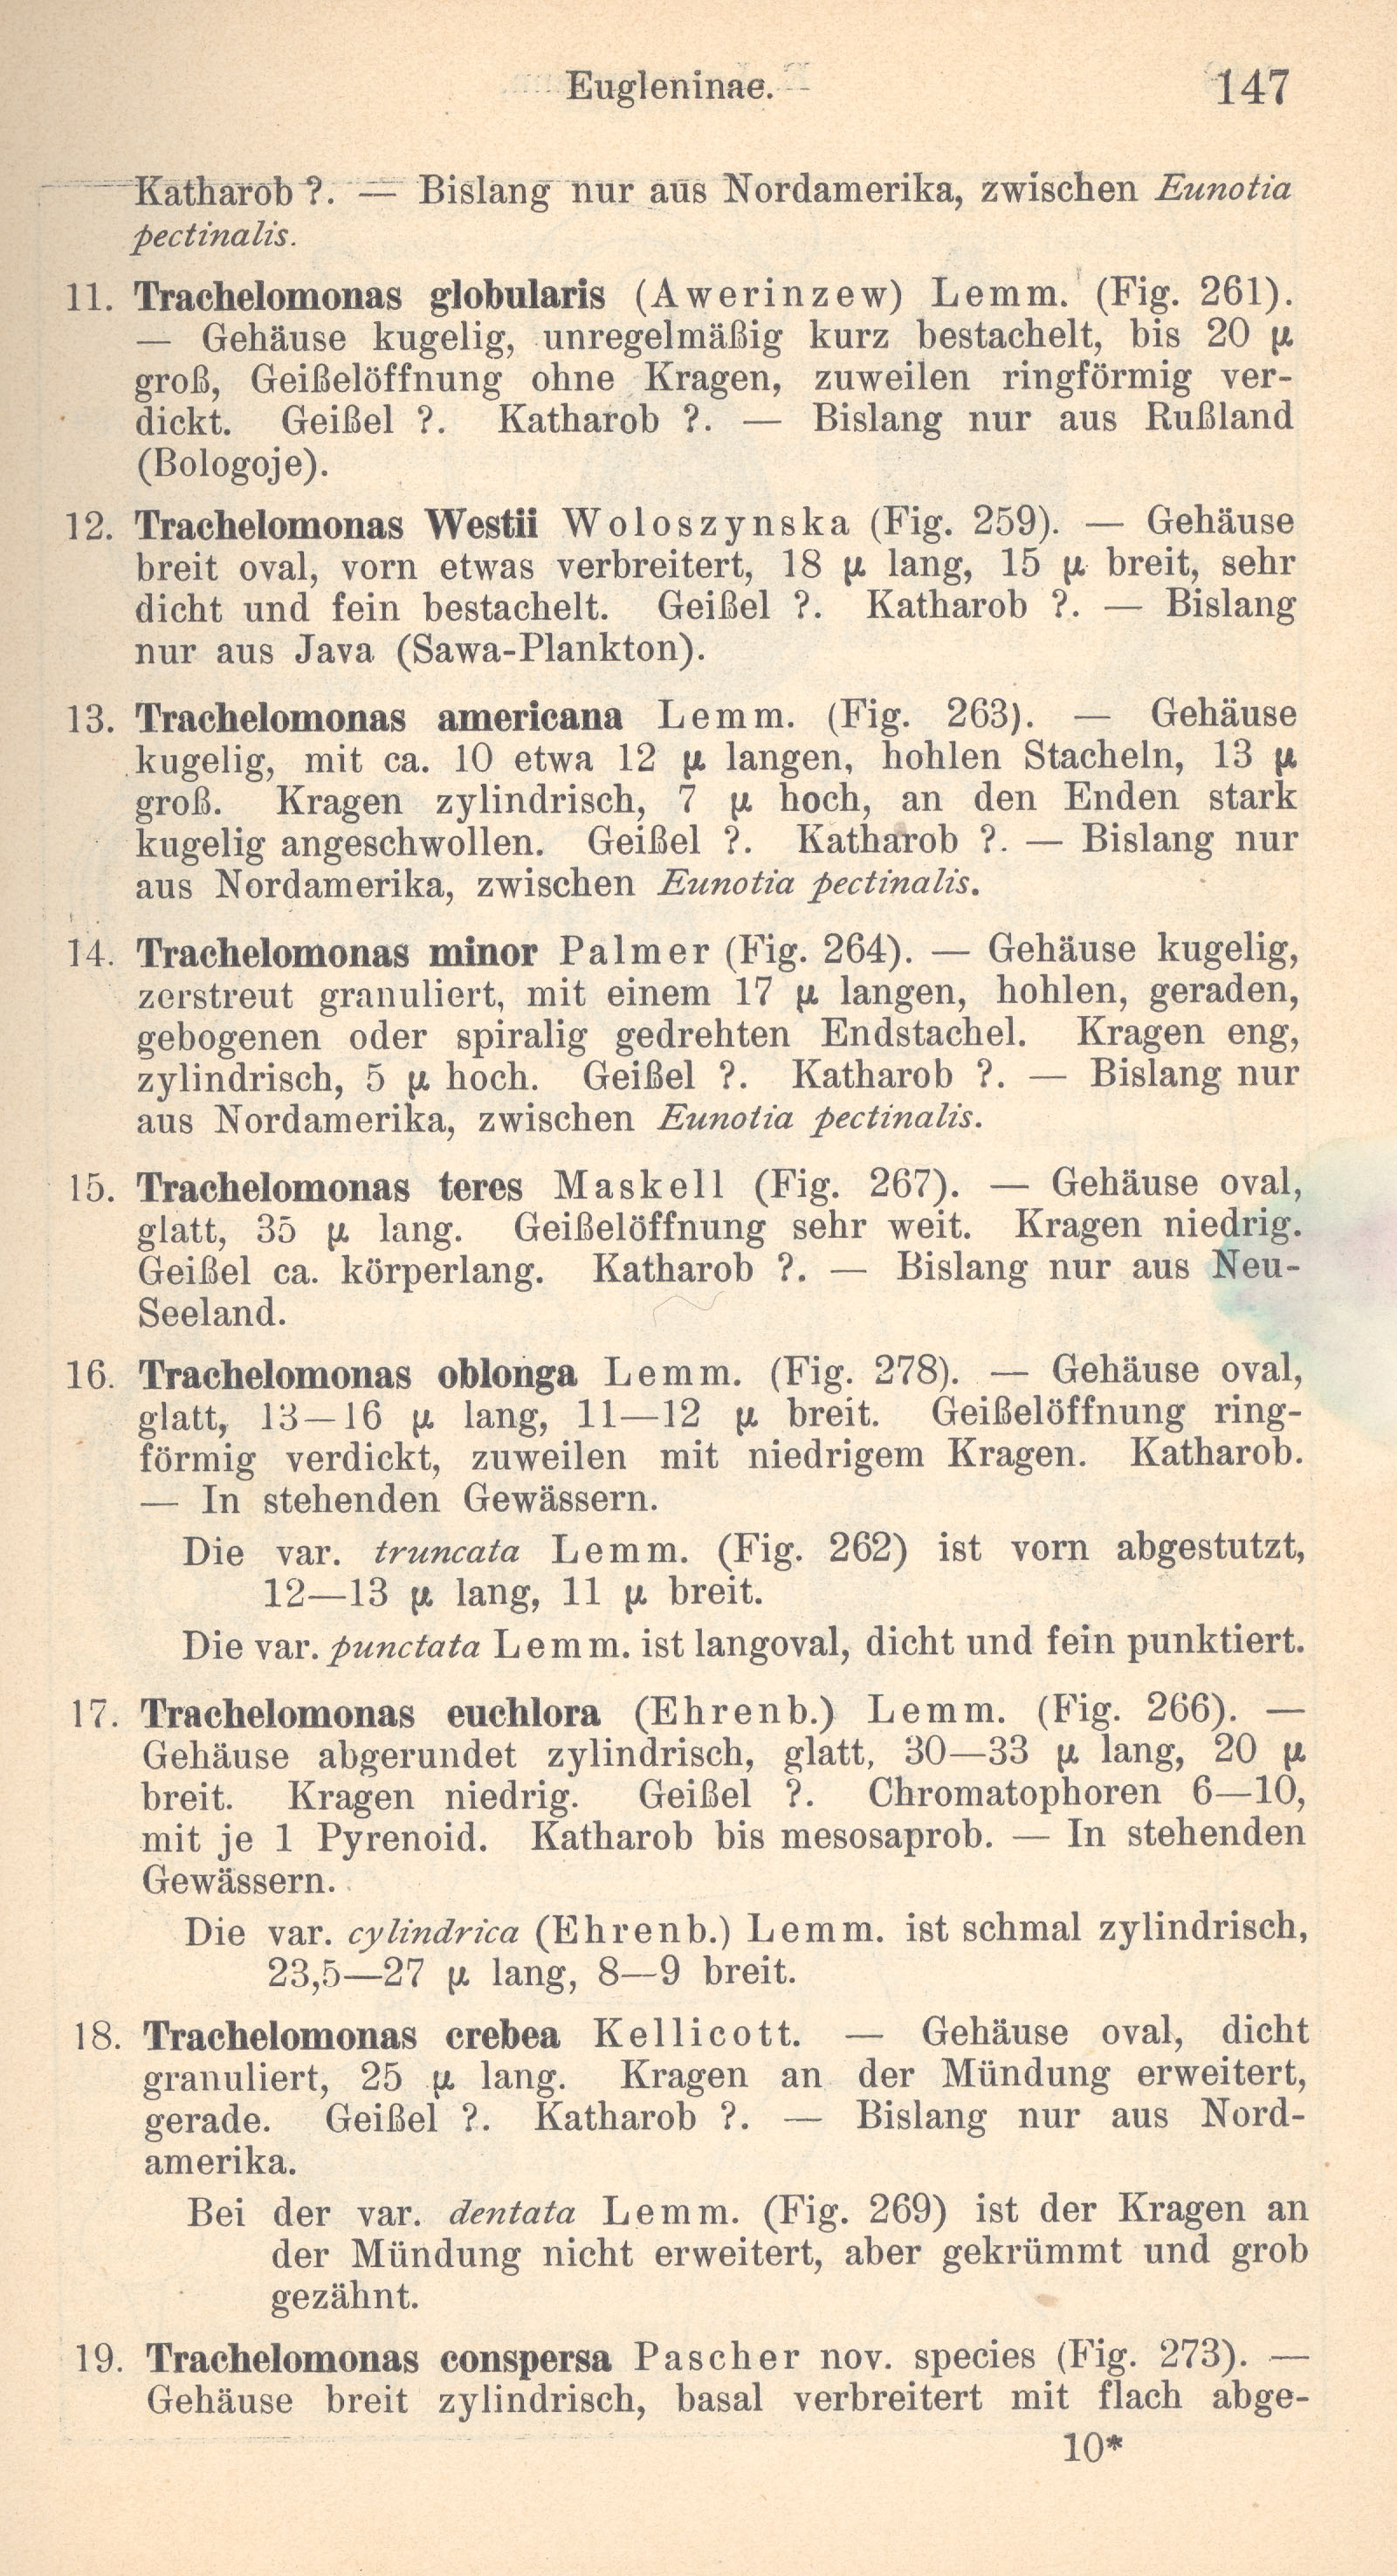 Eugleninae. 147
Katharob ?. — Bislang nur aus Nordamerika, zwischen Eunotia
pectinalis.
11. Trachelomonas globularis (Awerinzew) Lemm. (Fig. 261).
— Gehäuse kugelig, unregelmäßig kurz bestachelt, bis 20 μ
groß, Geißelöffnung ohne Kragen, zuweilen ringförmig ver-
dickt. Geißel ?. Katharob ?. — Bislang nur aus Rußland
(Bologoje).
12. Trachelomonas Westii Woloszynska (Fig. 259). — Gehäuse
breit oval, vorn etwas verbreitert, 18 μ lang, 15 μ breit, sehr
dicht und fein bestachelt. Geißel ?. Katharob ?. — Bislang
nur aus Java (Sawa-Plankton).
13. Trachelomonas americana Lemm. (Fig. 263). — Gehäuse
kugelig, mit ca. 10 etwa 12 μ langen, hohlen Stacheln, 13 μ
groß. Kragen zylindrisch, 7 μ hoch, an den Enden stark
kugelig angeschwollen. Geißel ?. Katharob ?. — Bislang nur
aus Nordamerika, zwischen Eunotia pectinalis.
14. Trachelomonas minor Palmer (Fig. 264). — Gehäuse kugelig,
zerstreut granuliert, mit einem 17 μ langen, hohlen, geraden,
gebogenen oder spiralig gedrehten Endstachel. Kragen eng,
zylindrisch, 5 μ hoch. Geißel ?. Katharob ?. — Bislang nur
aus Nordamerika, zwischen Eunotia pectinalis.
15. Trachelomonas teres Maskell (Fig. 267). — Gehäuse oval,
glatt, 35 μ lang. Geißelöffnung sehr weit. Kragen niedrig.
Geißel ca. körperlang. Katharob ?. — Bislang nur aus Neu-
Seeland.
16. Trachelomonas oblonga Lemm. (Fig. 278). — Gehäuse oval,
glatt, 13—16 μ lang, 11—12 μ breit. Geißelöffnung ring-
förmig verdickt, zuweilen mit niedrigem Kragen. Katharob.
— In stehenden Gewässern.
Die var. truncata Lemm. (Fig. 262) ist vorn abgestutzt,
12—13 μ lang, 11 μ breit.
Die var. punctata Lemm. ist langoval, dicht und fein punktiert.
17. Trachelomonas euchlora (Ehrenb.) Lemm. (Fig. 266). —
Gehäuse abgerundet zylindrisch, glatt, 30—33 μ lang, 20 μ
breit. Kragen niedrig. Geißel ?. Chromatophoren 6—10,
mit je 1 Pyrenoid. Katharob bis mesosaprob. — In stehenden
Gewässern.
Die var. cylindrica (Ehrenb.) Lemm. ist schmal zylindrisch,
23,5—27 μ lang, 8—9 breit.
18. Trachelomonas crebea Kellicott. — Gehäuse oval, dicht
granuliert, 25 μ lang. Kragen an der Mündung erweitert,
gerade. Geißel ?. Katharob ?. — Bislang nur aus Nord-
amerika.
Bei der var. dentata Lemm. (Fig. 269) ist der Kragen an
der Mündung nicht erweitert, aber gekrümmt und grob
gezähnt.
19. Trachelomonas conspersa Pascher nov. species (Fig. 273). —
Gehäuse breit zylindrisch, basal verbreitert mit flach abge-
10*